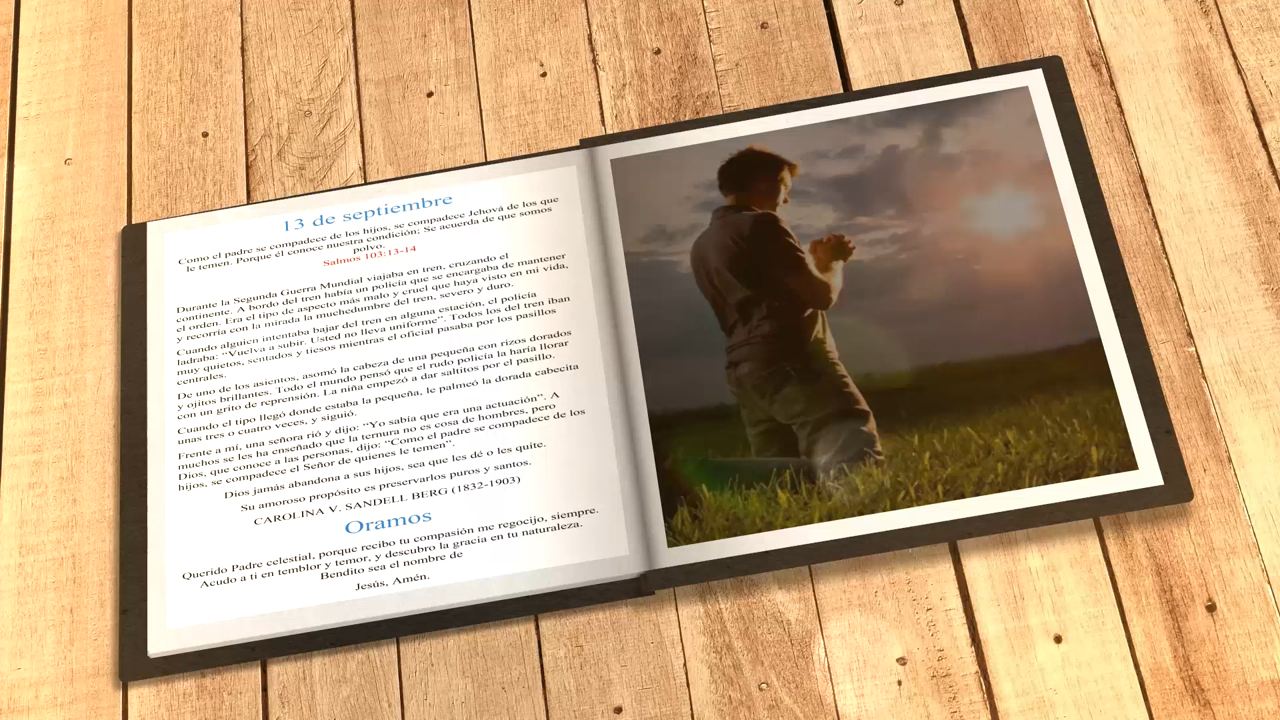 13 de septiembre
Como el padre se compadece de los hijos, se compadece Jehová de los que
le temen. Porque él conoce nuestra condición; Se acuerda de que somos
polvo.
Salmos 103:13-14
Durante la Segunda Guerra Mundial viajaba en tren, cruzando el
continente. A bordo del tren había un policía que se encargaba de mantener
el orden. Era el tipo de aspecto más malo y cruel que haya visto en mi vida,
y recorría con la mirada la muchedumbre del tren, severo y duro.
Cuando alguien intentaba bajar del tren en alguna estación, el policía
ladraba: “Vuelva a subir. Usted no lleva uniforme”. Todos los del tren iban
muy quietos, sentados y tiesos mientras el oficial pasaba por los pasillos
centrales.
De uno de los asientos, asomó la cabeza de una pequeña con rizos dorados
y ojitos brillantes. Todo el mundo pensó que el rudo policía la haría llorar
con un grito de reprensión. La niña empezó a dar saltitos por el pasillo.
Cuando el tipo llegó donde estaba la pequeña, le palmeó la dorada cabecita
unas tres o cuatro veces, y siguió.
Frente a mí, una señora rió y dijo: “Yo sabía que era una actuación”. A
muchos se les ha enseñado que la ternura no es cosa de hombres, pero
Dios, que conoce a las personas, dijo: “Como el padre se compadece de los
hijos, se compadece el Señor de quienes le temen”.
Dios jamás abandona a sus hijos, sea que les dé o les quite.
Su amoroso propósito es preservarlos puros y santos.
CAROLINA V. SANDELL BERG (1832-1903)
Oramos
Querido Padre celestial, porque recibo tu compasión me regocijo, siempre.
Acudo a ti en temblor y temor, y descubro la gracia en tu naturaleza.
Bendito sea el nombre de
Jesús, Amén.